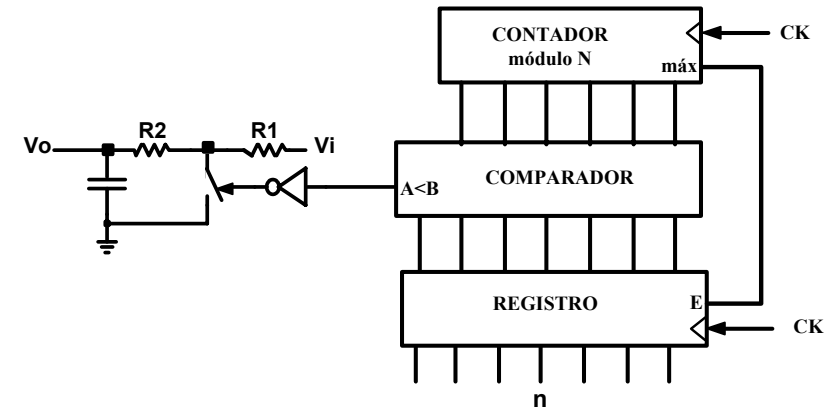 CONTADOR
módulo N
máx
CK
R2
R1
Vo
Vi
A<B
COMPARADOR
REGISTRO
E
CK
n